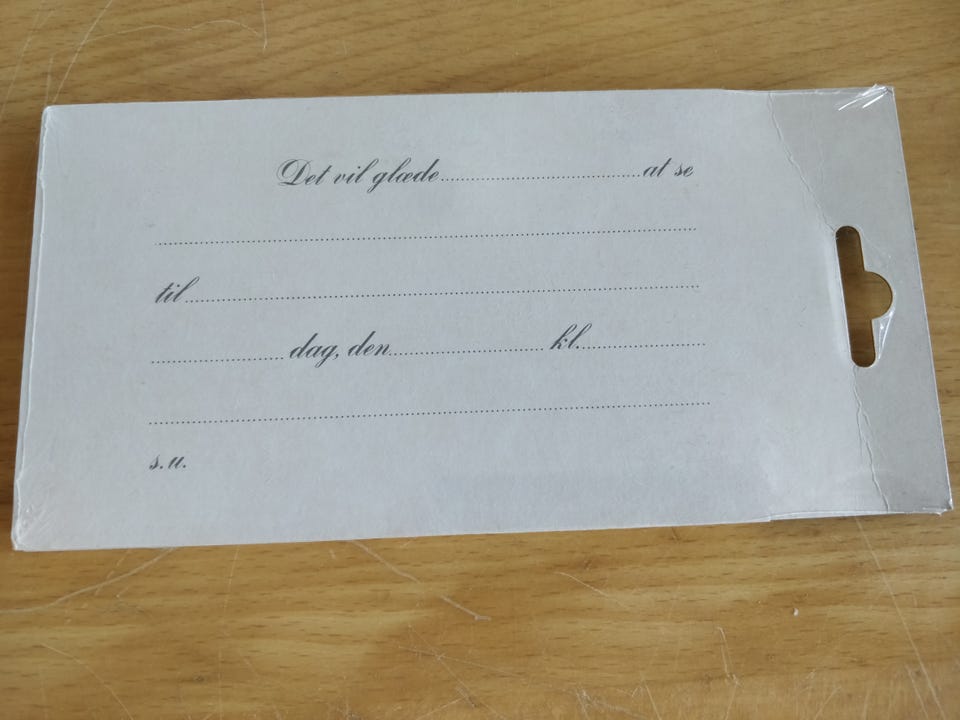 Det vil glæde.................................at se
..........................................................................................
til.....................................................................................
...................... dag, den.......................... kl.....................
..............................................................................................
s.u.